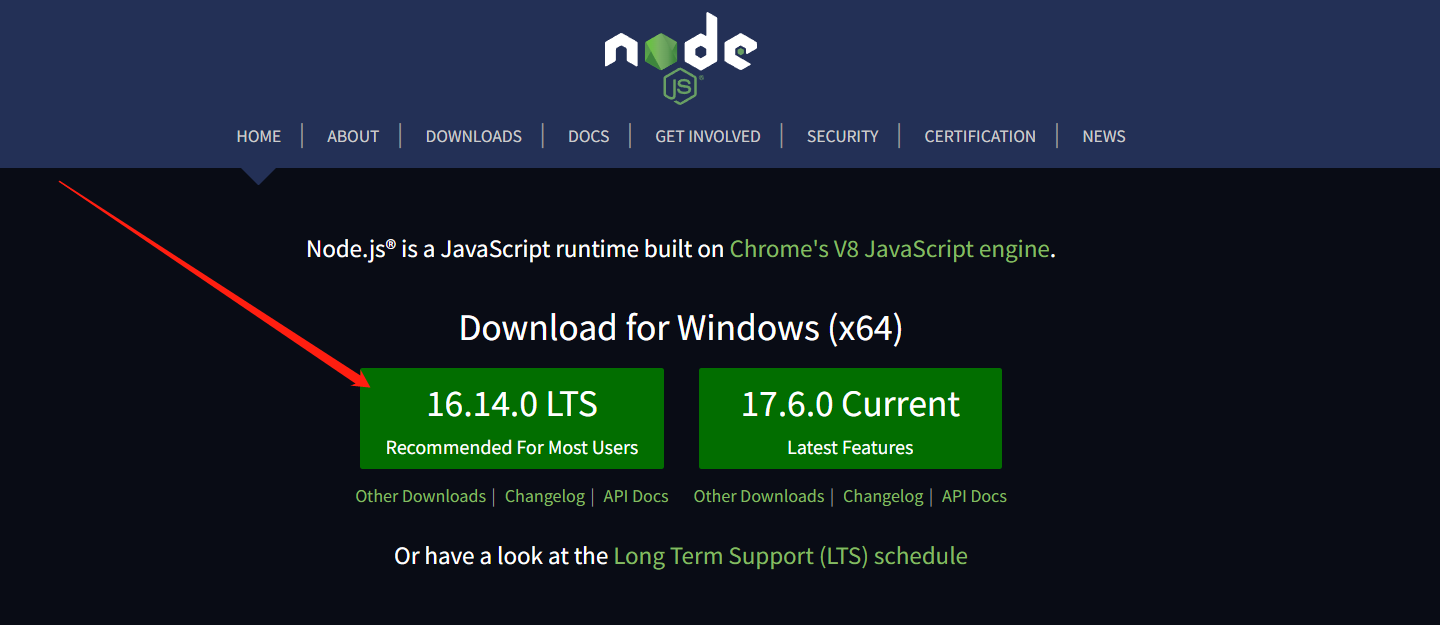 node
JS®
HOME | ABOUT | DOWNLOADS | DOCS | GET INVOLVED | SECURITY | CERTIFICATION | NEWS
Node.js® is a JavaScript runtime built on Chrome's V8 JavaScript engine.
Download for Windows (x64)
16.14.0 LTS
Recommended For Most Users
17.6.0 Current
Latest Features
Other Downloads | Changelog | API Docs
Other Downloads | Changelog | API Docs
Or have a look at the Long Term Support (LTS) schedule